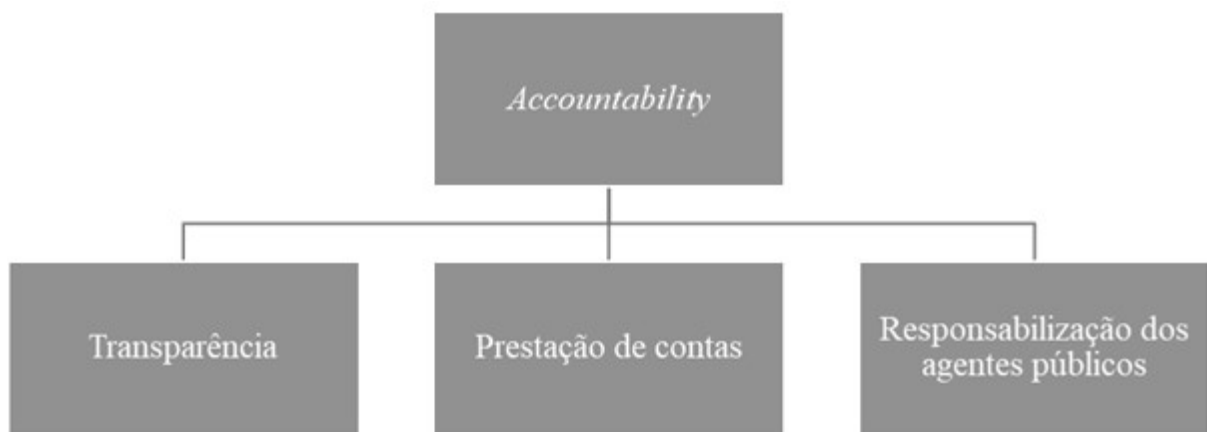 Accountability
Transparência
Prestação de contas
Responsabilização dos
agentes públicos